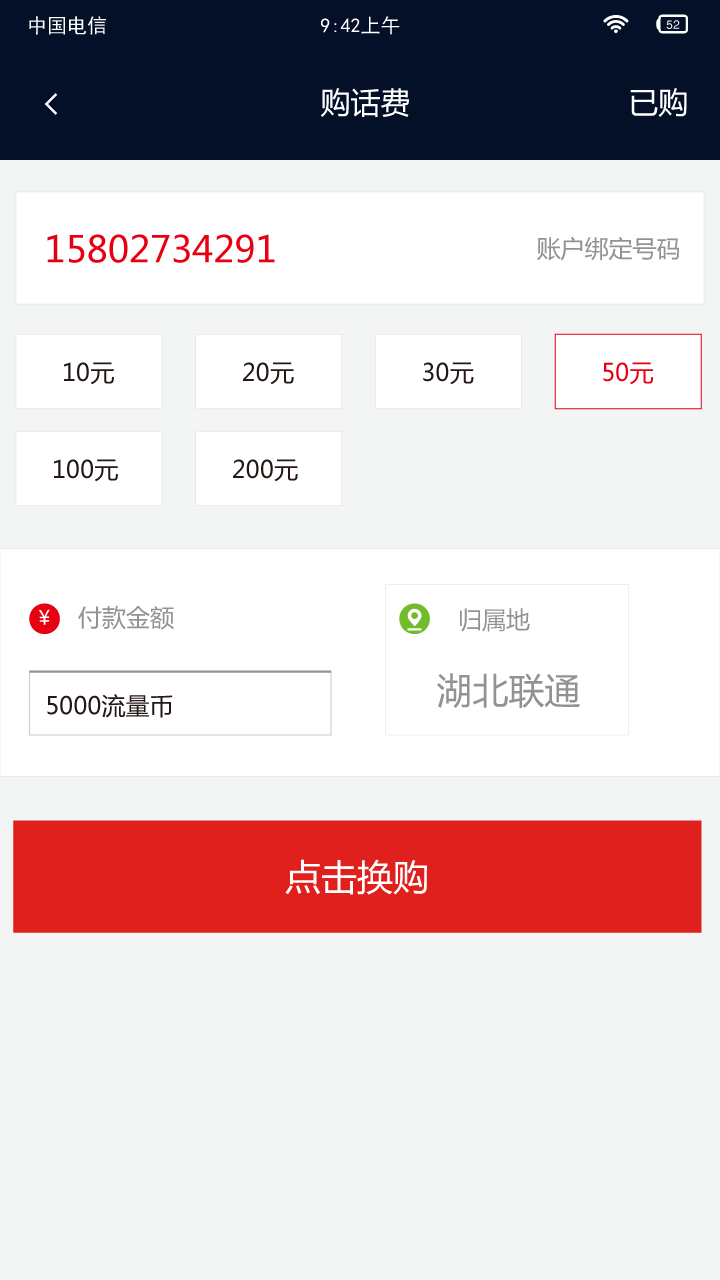 中国电信 9:42上午 52
购话费 已购
15802734291 账户绑定号码
10元 20元 30元 50元
100元 200元
¥ 付款金额 归属地
湖北联通
5000流量币
点击换购